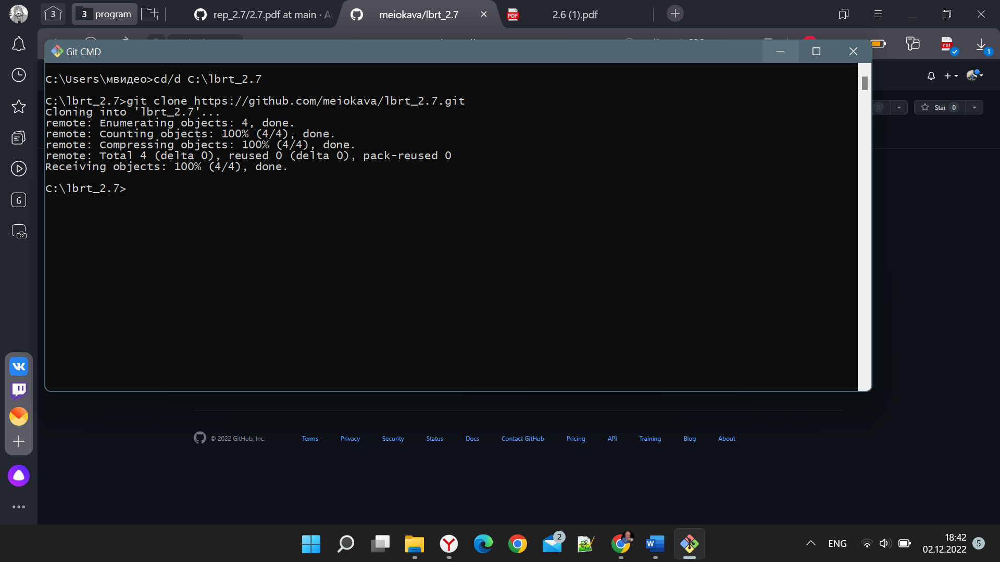 3
3 program
rep_2.7/2.7.pdf at main · Ac
meiokava/lbrt_2.7
PDF
2.6 (1).pdf
Git CMD
PDF
1
C:\Users\мвидео>cd/d C:\lbrt_2.7
C:\lbrt_2.7>git clone https://github.com/meiokava/lbrt_2.7.git
Cloning into 'lbrt_2.7'...
remote: Enumerating objects: 4, done.
remote: Counting objects: 100% (4/4), done.
remote: Compressing objects: 100% (4/4), done.
remote: Total 4 (delta 0), reused 0 (delta 0), pack-reused 0
Receiving objects: 100% (4/4), done.
C:\lbrt_2.7>
0
Star 0
6
© 2022 GitHub, Inc. Terms Privacy Security Status Docs Contact GitHub Pricing API Training Blog About
2
W
ENG
18:42
02.12.2022
5